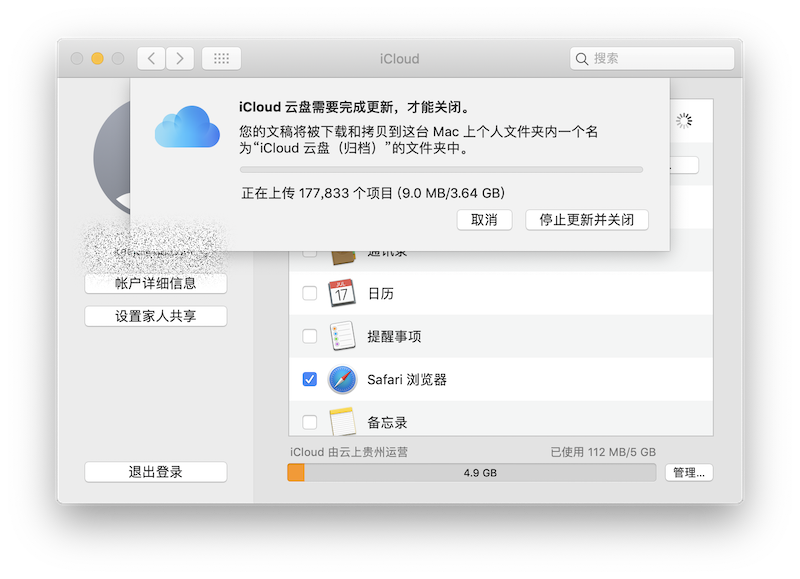 iCloud
搜索
iCloud 云盘需要完成更新，才能关闭。
您的文稿将被下载和拷贝到这台 Mac 上个人文件夹内一个名
为“iCloud 云盘（归档）”的文件夹中。
正在上传 177,833 个项目 (9.0 MB/3.64 GB)
取消
停止更新并关闭
通讯录
帐户详细信息
JUL
17
日历
设置家人共享
提醒事项
Safari 浏览器
备忘录
iCloud 由云上贵州运营
已使用 112 MB/5 GB
退出登录
4.9 GB
管理...